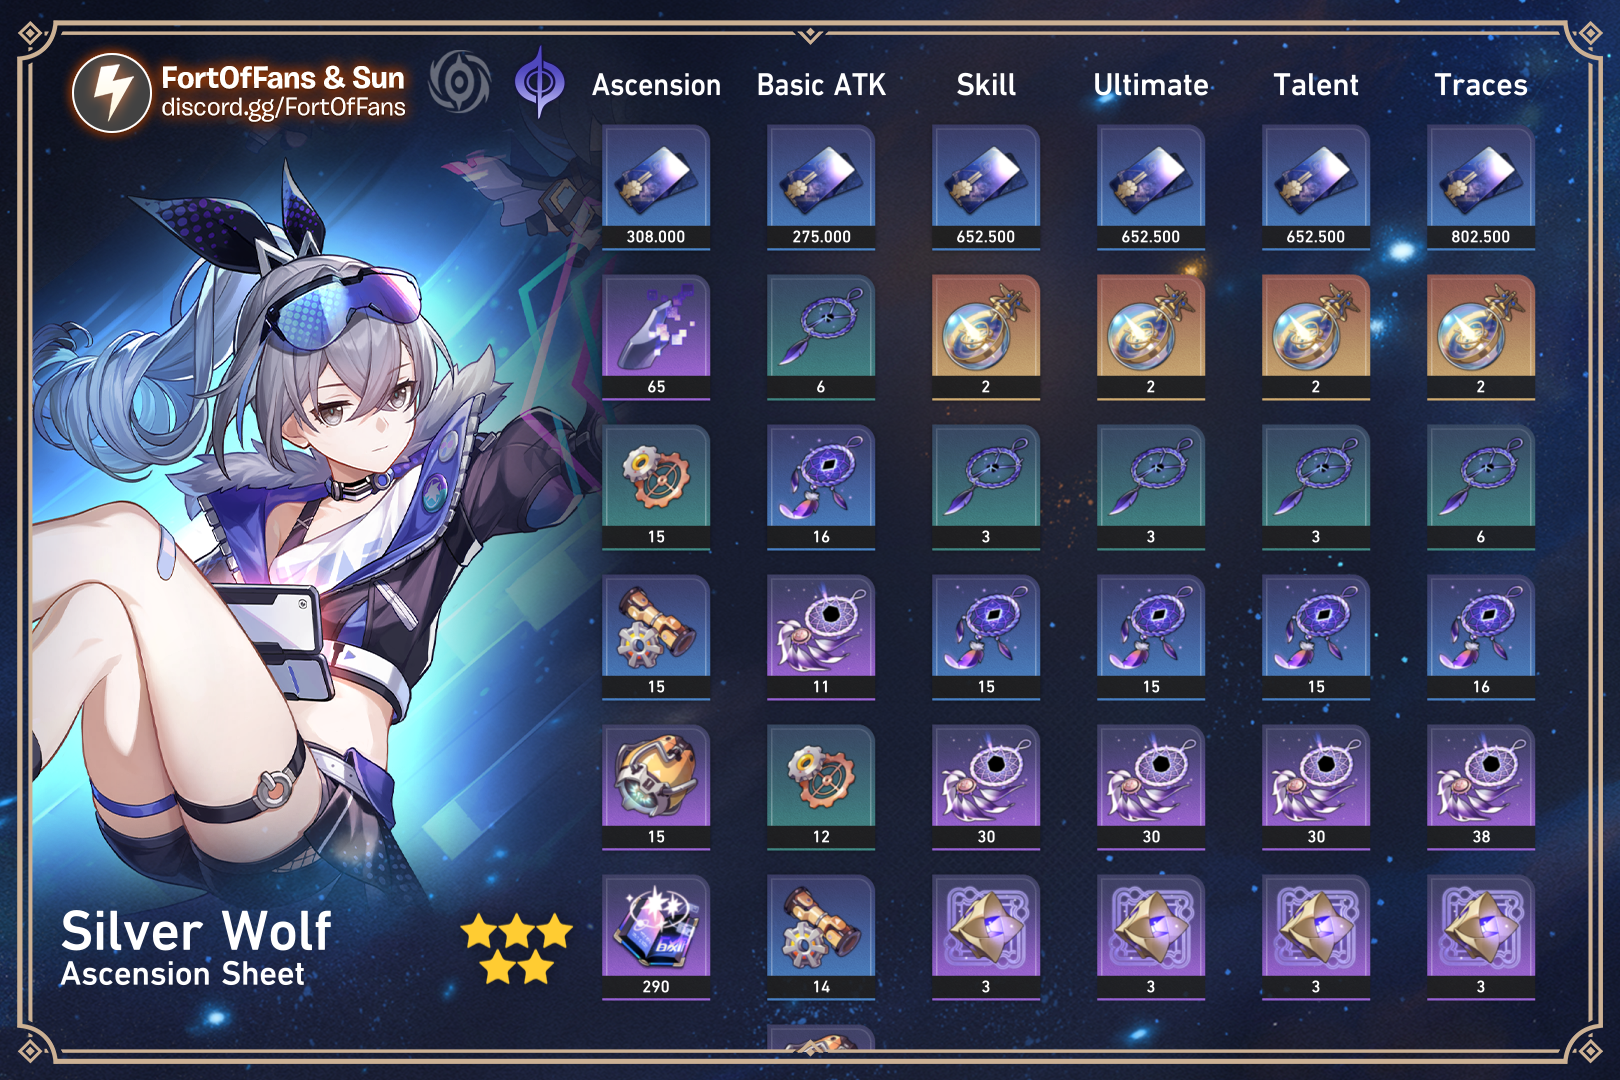 FortOfFans & Sun
discord.gg/FortOfFans
Ascension Basic ATK Skill Ultimate Talent Traces
308.000 275.000 652.500 652.500 652.500 802.500
65 6 2 2 2 2
15 16 3 3 3 6
15 11 15 15 15 16
15 12 30 30 30 38
290 14 3 3 3 3
Silver Wolf
Ascension Sheet